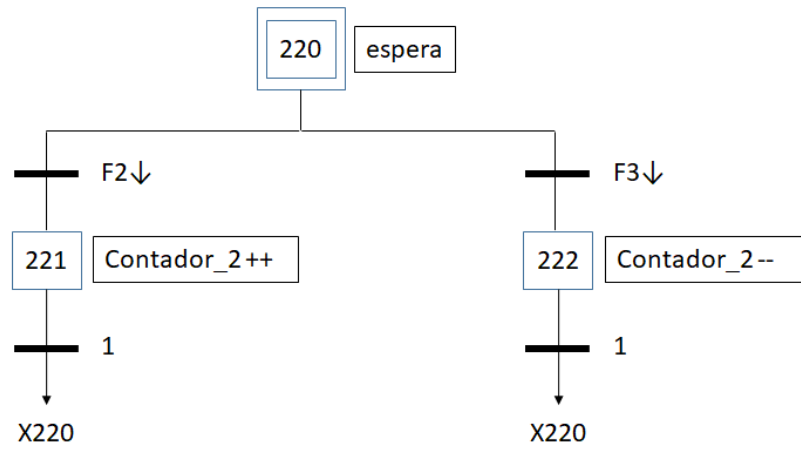 220 espera
F2↓ F3↓
221 Contador_2++ 222 Contador_2--
1 1
X220 X220